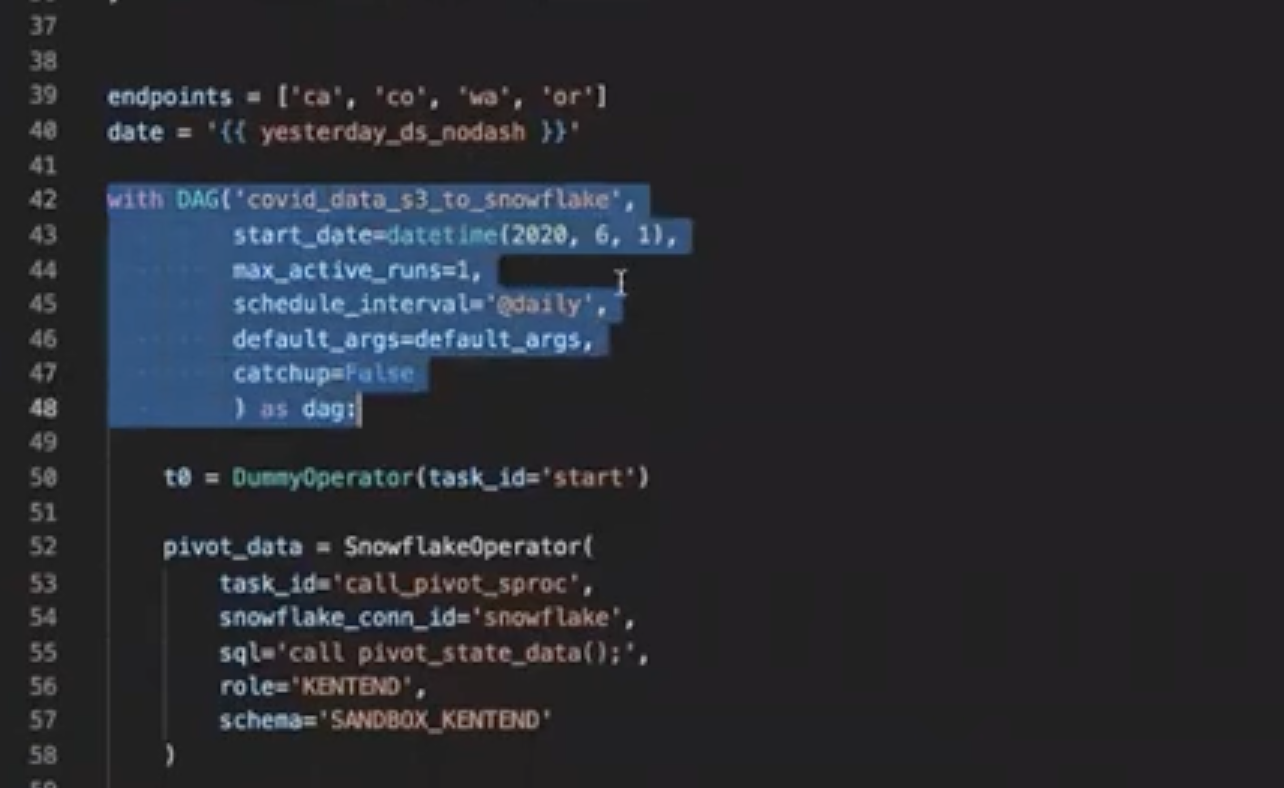 37
38
39 endpoints = ['ca', 'co', 'wa', 'or']
40 date = '{{ yesterday_ds_nodash }}'
41
42 with DAG('covid_data_s3_to_snowflake',
43 start_date=datetime(2020, 6, 1),
44 max_active_runs=1,
45 schedule_interval='@daily',
46 default_args=default_args,
47 catchup=False
48 ) as dag:
49
50 t0 = DummyOperator(task_id='start')
51
52 pivot_data = SnowflakeOperator(
53 task_id='call_pivot_sproc',
54 snowflake_conn_id='snowflake',
55 sql='call pivot_state_data();',
56 role='KENTEND',
57 schema='SANDBOX_KENTEND'
58 )